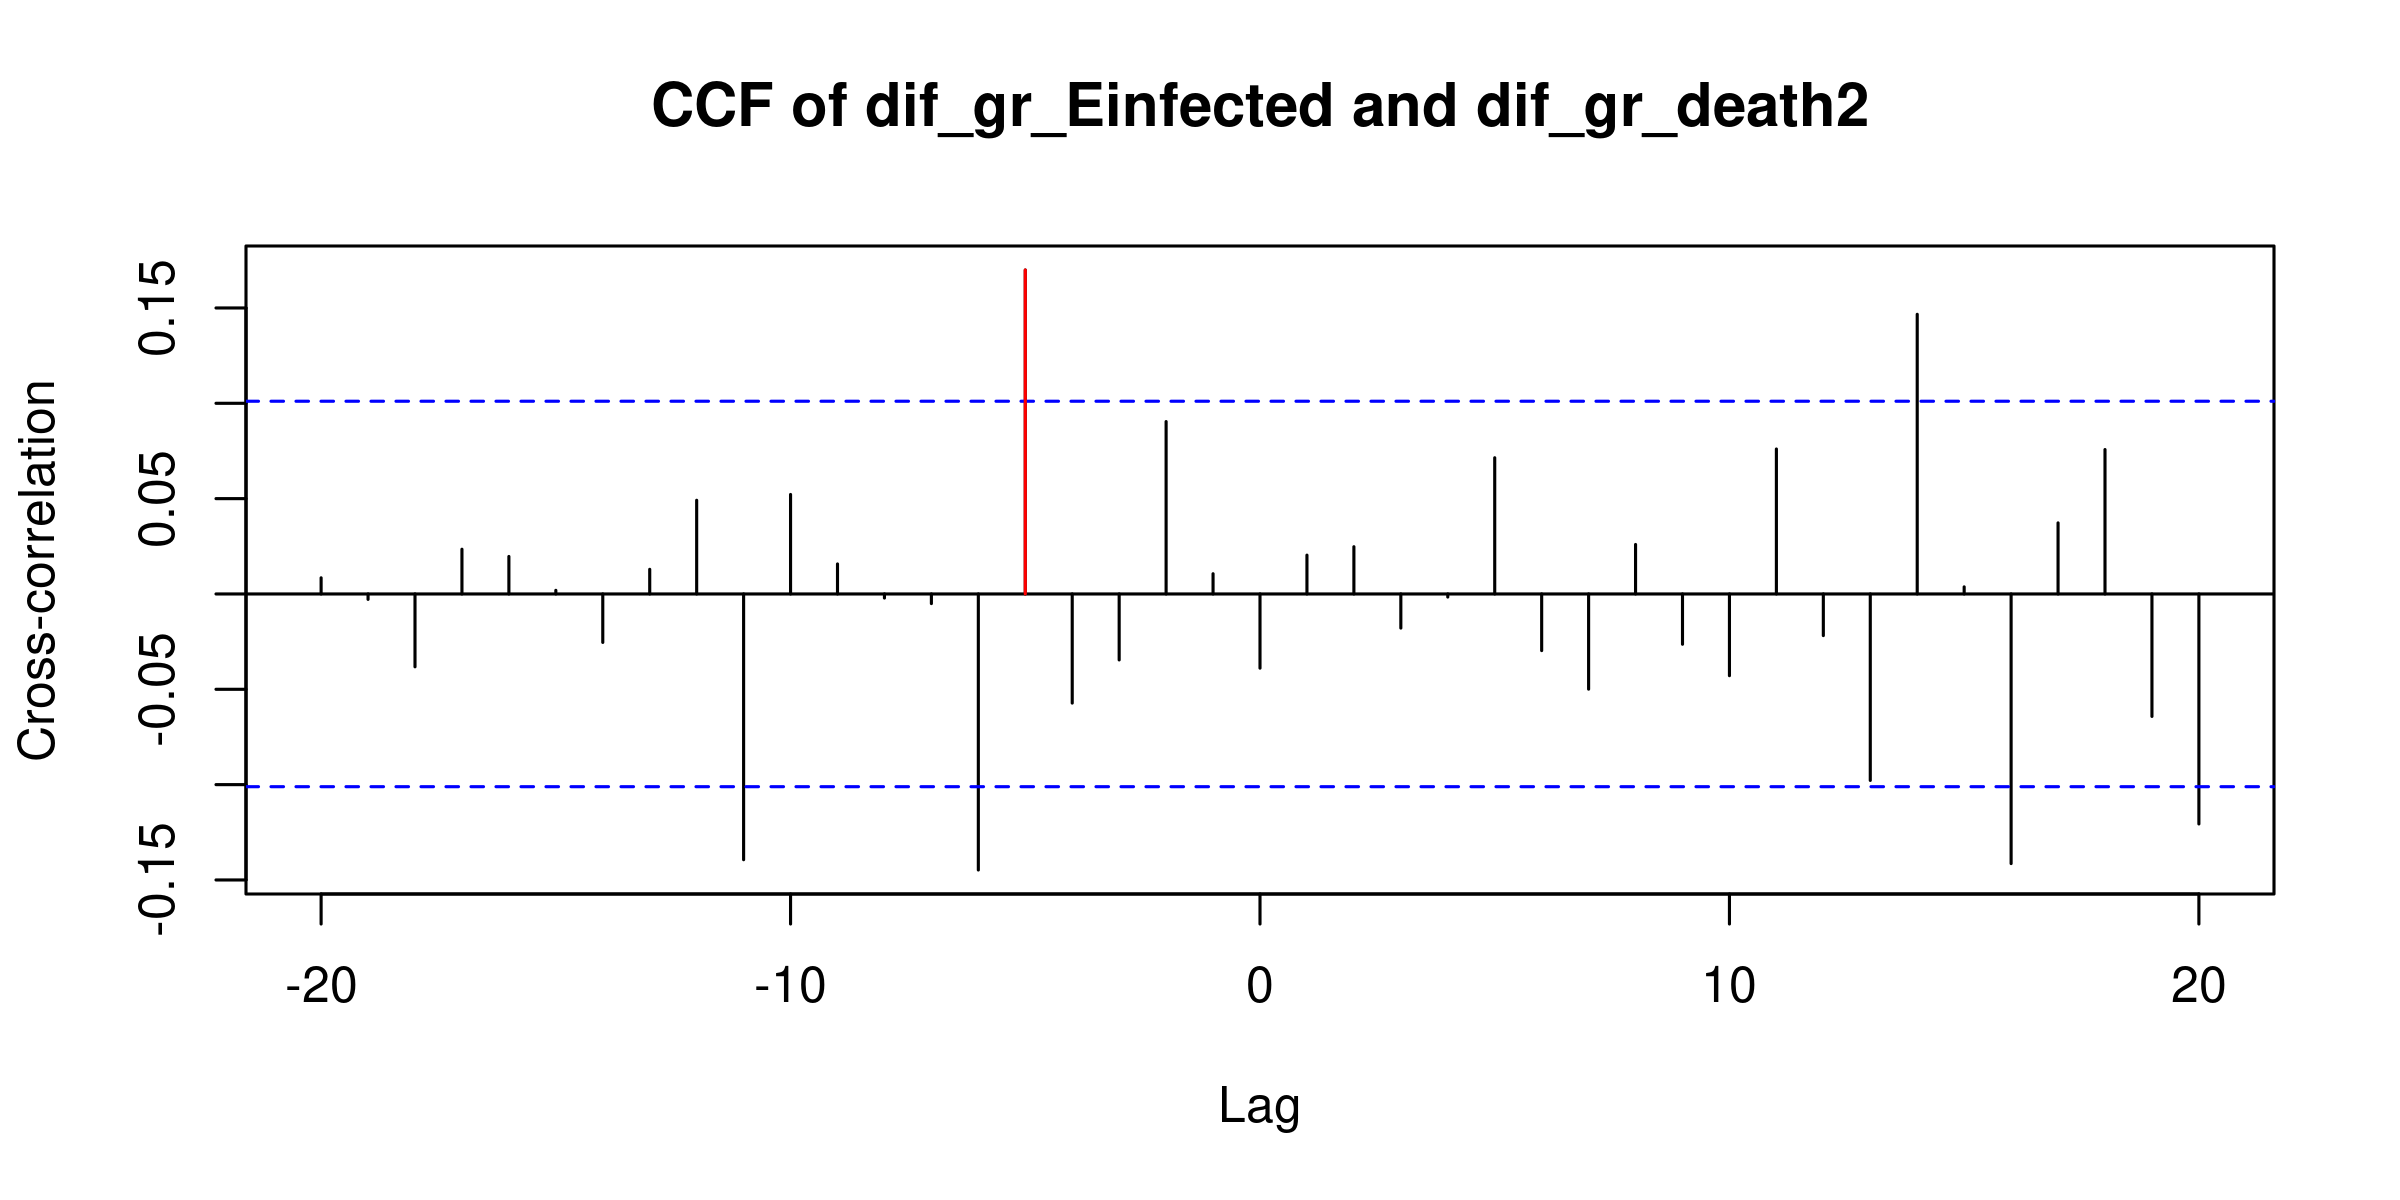 CCF of dif_gr_Einfected and dif_gr_death2
Cross-correlation
0.15
0.05
-0.05
-0.15
-20 -10 0 10 20
Lag